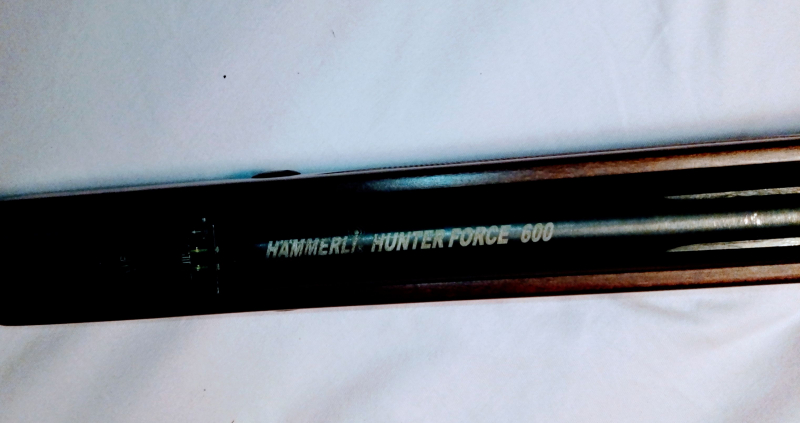 HÄMMERLI HUNTER FORCE 600